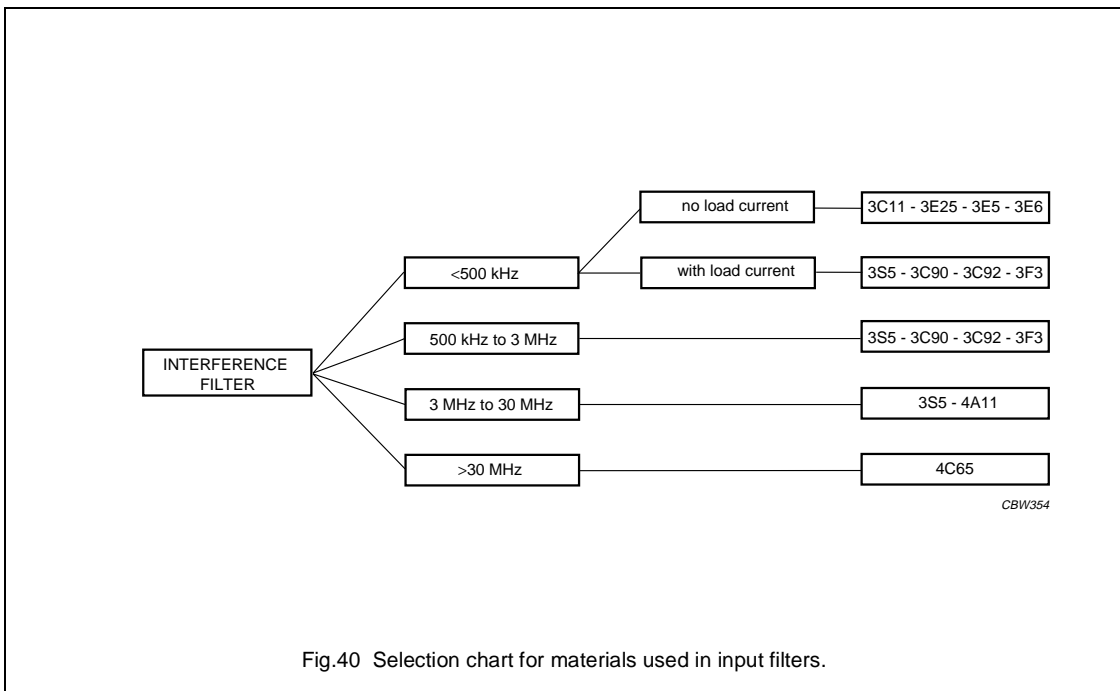 no load current
3C11 - 3E25 - 3E5 - 3E6
<500 kHz
with load current
3S5 - 3C90 - 3C92 - 3F3
500 kHz to 3 MHz
3S5 - 3C90 - 3C92 - 3F3
INTERFERENCE
FILTER
3 MHz to 30 MHz
3S5 - 4A11
>30 MHz
4C65
CBW354
Fig.40 Selection chart for materials used in input filters.